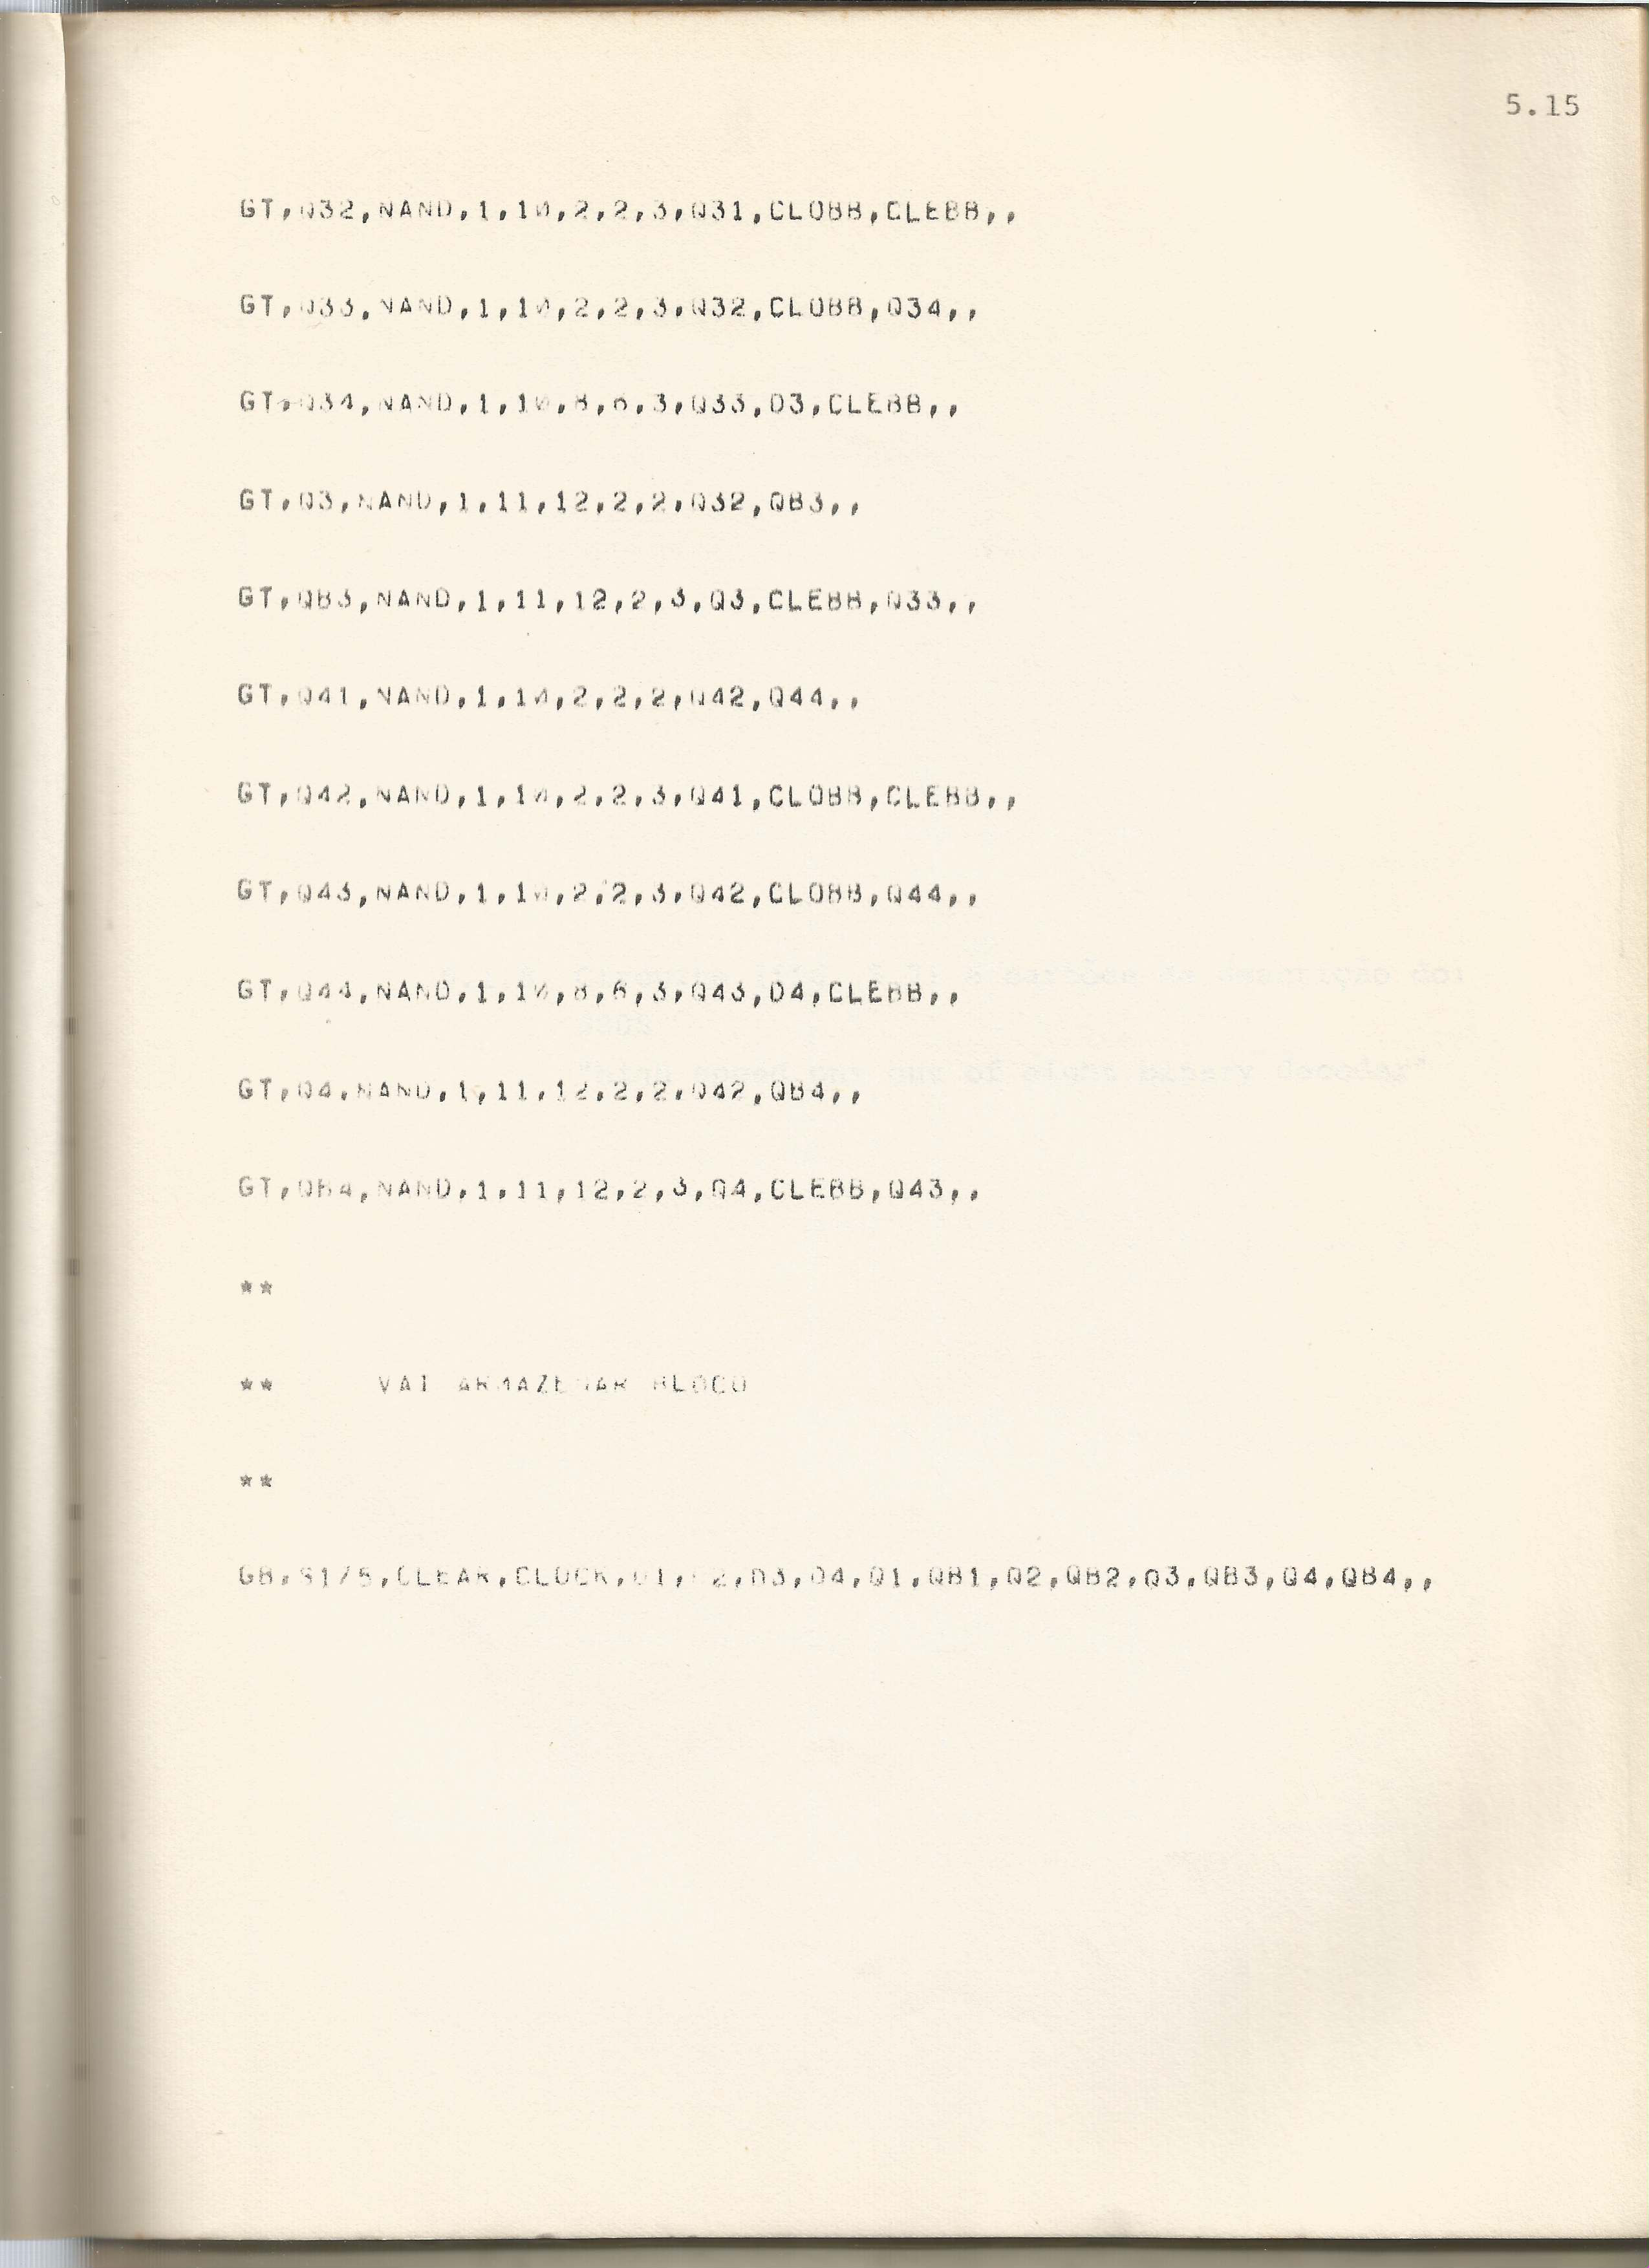 5.15
GT,Q32,NAND,1,10,2,2,3,Q31,CLOBB,CLEBB,,
GT,Q33,NAND,1,10,2,2,3,Q32,CLOBB,Q34,,
GT,Q34,NAND,1,10,8,6,3,Q33,D3,CLEBB,,
GT,Q3,NAND,1,11,12,2,2,Q32,QB3,,
GT,QB3,NAND,1,11,12,2,3,Q3,CLEBB,Q33,,
GT,Q41,NAND,1,10,2,2,2,Q42,Q44,,
GT,Q42,NAND,1,10,2,2,3,Q41,CLOBB,CLEBB,,
GT,Q43,NAND,1,10,2,2,3,Q42,CLOBB,Q44,,
GT,Q44,NAND,1,10,8,6,3,Q43,D4,CLEBB,,
GT,Q4,NAND,1,11,12,2,2,Q42,QB4,,
GT,QB4,NAND,1,11,12,2,3,Q4,CLEBB,Q43,,
**
** VAI ARMAZENAR BLOCO
**
GB,S175,CLEAR,CLOCK,D1,D2,D3,D4,Q1,QB1,Q2,QB2,Q3,QB3,Q4,QB4,,